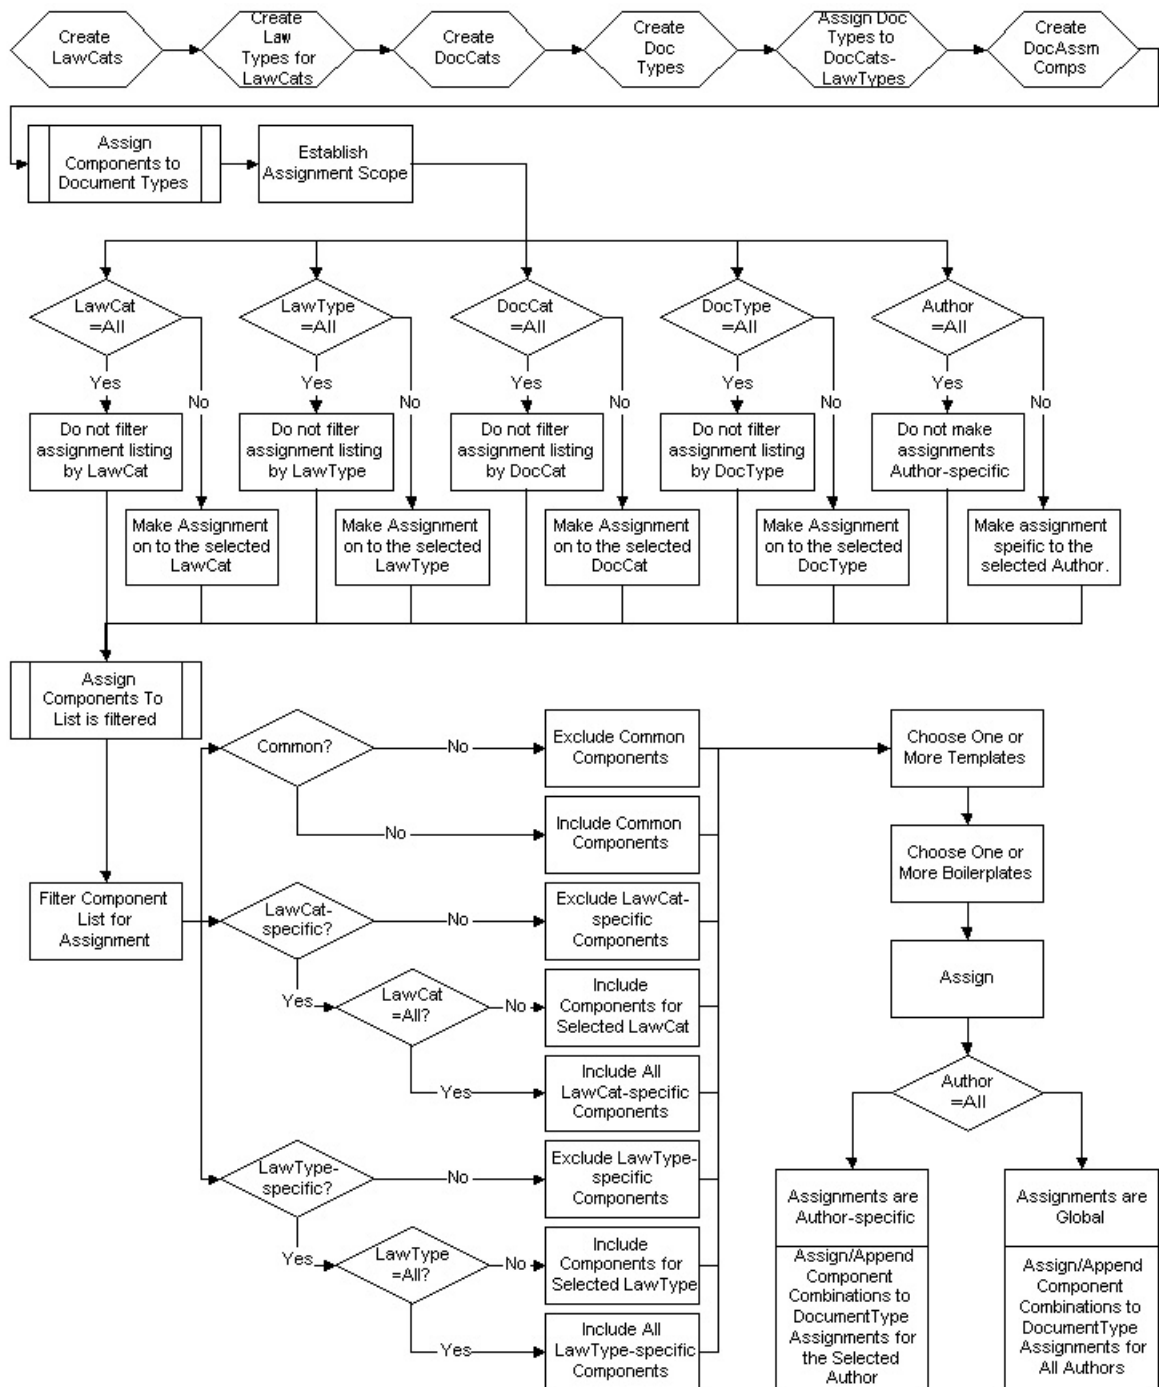 Create
LawCats
Create
Law
Types for
LawCats
Create
DocCats
Create
Doc
Types
Assign Doc
Types to
DocCats-
LawTypes
Create
DocAssm
Comps
Assign
Components to
Document Types
Establish
Assignment Scope
LawCat
=All
LawType
=All
DocCat
=All
DocType
=All
Author
=All
Yes
No
Yes
No
Yes
No
Yes
No
Yes
No
Do not filter
assignment listing
by LawCat
Do not filter
assignment listing
by LawType
Do not filter
assignment listing
by DocCat
Do not filter
assignment listing
by DocType
Do not make
assignments
Author-specific
Make Assignment
on to the selected
LawCat
Make Assignment
on to the selected
LawType
Make Assignment
on to the selected
DocCat
Make Assignment
on to the selected
DocType
Make assignment
speific to the
selected Author.
Assign
Components To
List is filtered
Common?
No
Exclude Common
Components
Choose One or
More Templates
No
Include Common
Components
Choose One or
More Boilerplates
Filter Component
List for
Assignment
LawCat-
specific?
No
Exclude LawCat-
specific
Components
Assign
Yes
LawCat
=All?
No
Include
Components for
Selected LawCat
Yes
Include All
LawCat-specific
Components
Author
=All
LawType-
specific?
No
Exclude LawType-
specific
Components
Yes
LawType
=All?
No
Include
Components for
Selected LawType
Yes
Include All
LawType-specific
Components
Assignments are
Author-specific
Assign/Append
Component
Combinations to
DocumentType
Assignments for
the Selected
Author
Assignments are
Global
Assign/Append
Component
Combinations to
DocumentType
Assignments for
All Authors